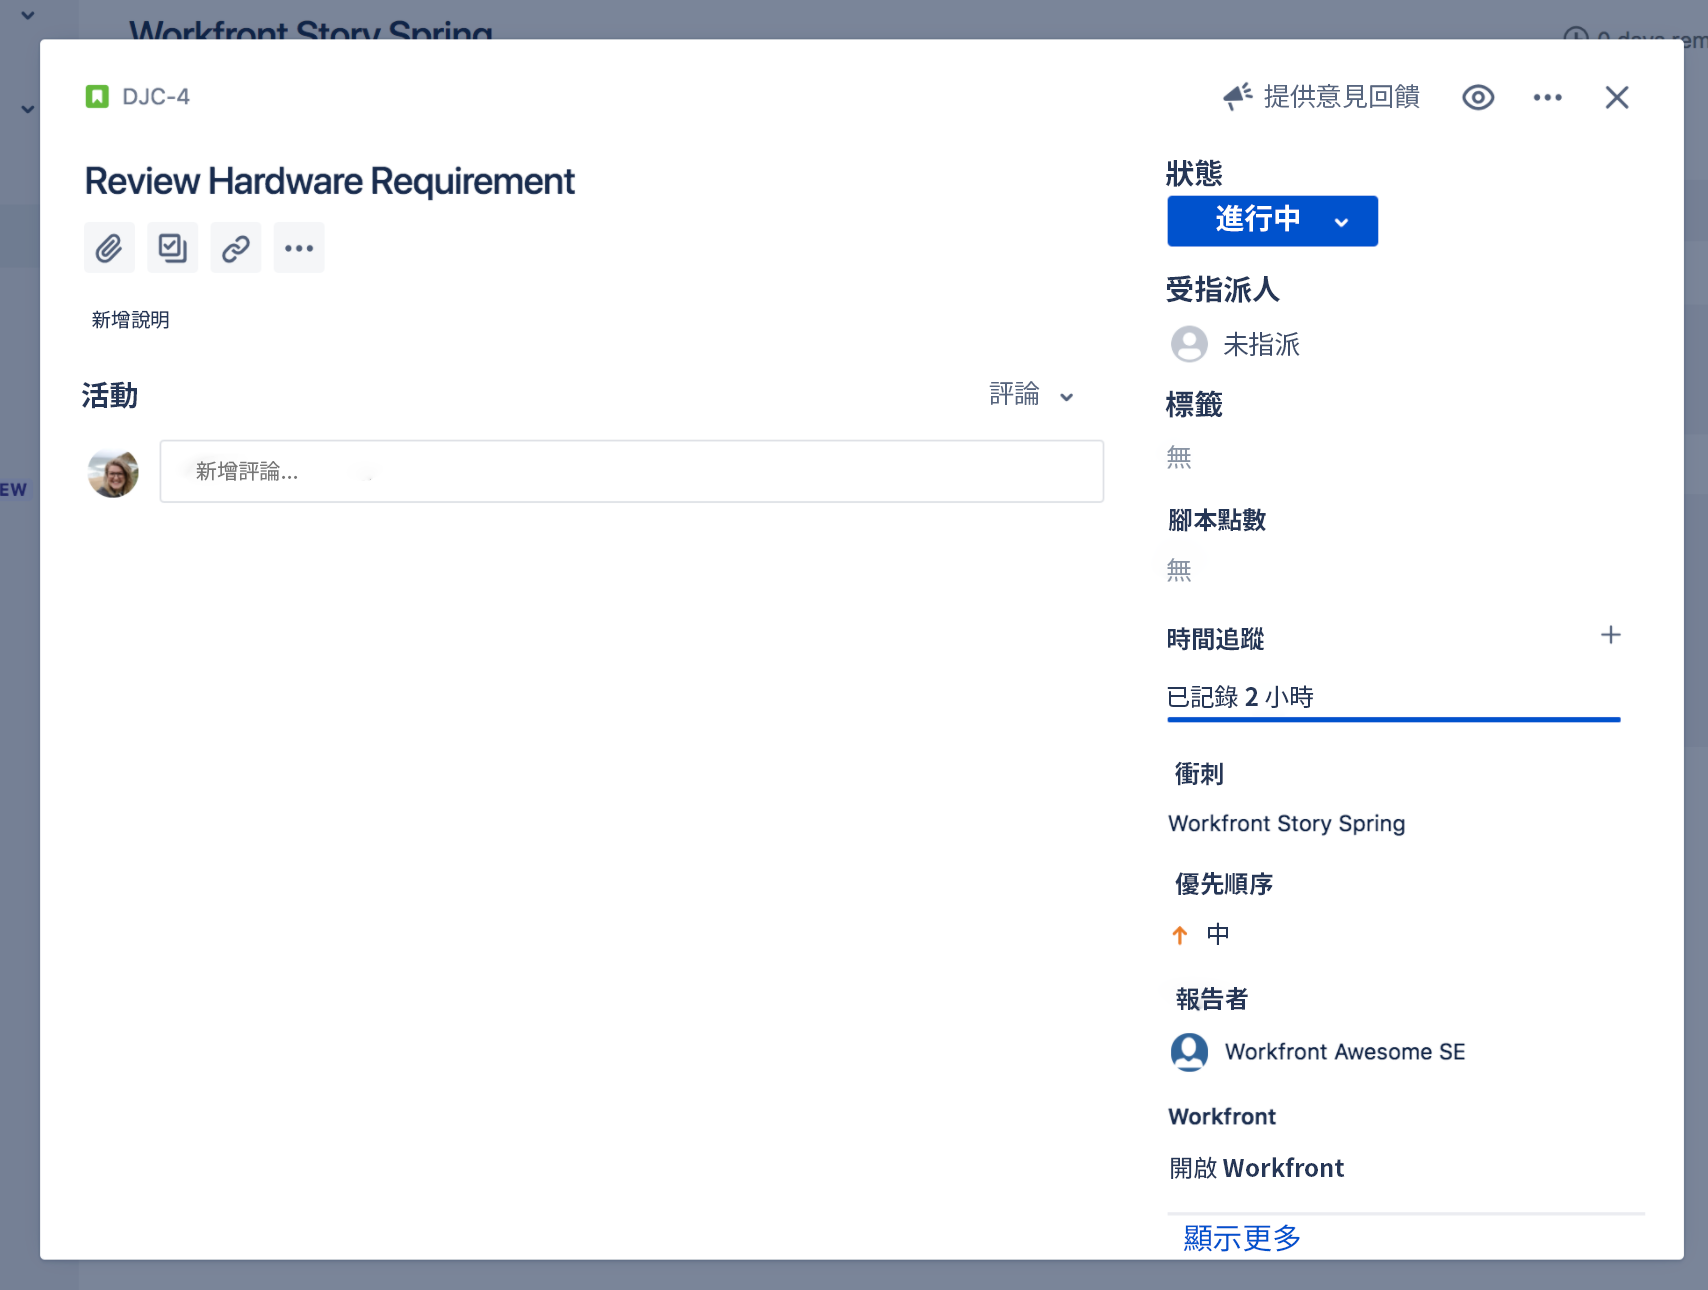 Workfront Story Spring
0 days rem
DJC-4
提供意見回饋
Review Hardware Requirement
狀態
進行中
受指派人
未指派
新增說明
活動
評論
標籤
無
新增評論...
EW
腳本點數
無
時間追蹤
已記錄 2 小時
衝刺
Workfront Story Spring
優先順序
中
報告者
Workfront Awesome SE
Workfront
開啟 Workfront
顯示更多